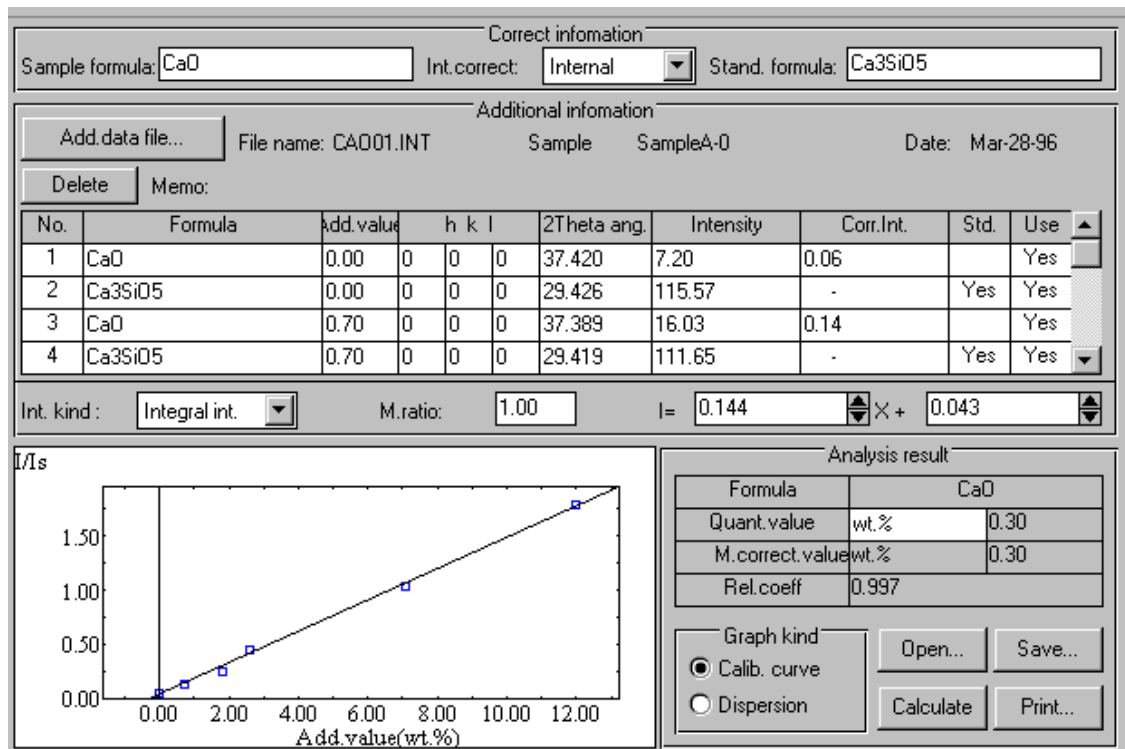 Correct infomation
Sample formula: CaO Int.correct: Internal Stand. formula: Ca3SiO5
Additional infomation
Add.data file... File name: CAO01.INT Sample SampleA-0 Date: Mar-28-96
Delete Memo:
No. Formula Add.value h k l 2Theta ang. Intensity Corr.Int. Std. Use
1 CaO 0.00 0 0 0 37.420 7.20 0.06 Yes
2 Ca3SiO5 0.00 0 0 0 29.426 115.57 - Yes Yes
3 CaO 0.70 0 0 0 37.389 16.03 0.14 Yes
4 Ca3SiO5 0.70 0 0 0 29.419 111.65 - Yes Yes
Int. kind : Integral int. M.ratio: 1.00 I= 0.144 X + 0.043
I/Is
1.50
1.00
0.50
0.00
0.00 2.00 4.00 6.00 8.00 10.00 12.00
Add.value(wt.%)
Analysis result
Formula CaO
Quant.value wt.% 0.30
M.correct.value wt.% 0.30
Rel.coeff 0.997
Graph kind
Calib. curve
Dispersion
Open... Save...
Calculate Print...